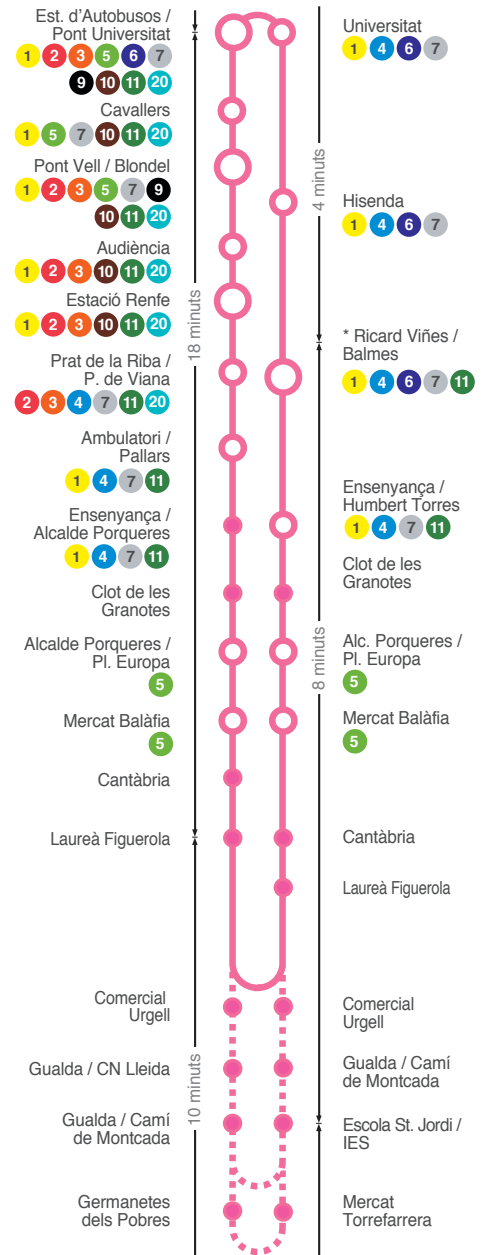 Est. d'Autobusos /
Pont Universitat
1 2 3 5 6 7
9 10 11 20
Cavallers
1 5 7 10 11 20
Pont Vell / Blondel
1 2 3 5 7 9
10 11 20
Audiència
1 2 3 10 11 20
Estació Renfe
1 2 3 10 11 20
Prat de la Riba /
P. de Viana
2 3 4 7 11 20
Ambulatori /
Pallars
1 4 7 11
Ensenyança /
Alcalde Porqueres
1 4 7 11
Clot de les
Granotes
Alcalde Porqueres /
Pl. Europa
5
Mercat Balàfia
5
Cantàbria
Laureà Figuerola
Comercial
Urgell
Gualda / CN Lleida
Gualda / Camí
de Montcada
Germanetes
dels Pobres
18 minuts
10 minuts
4 minuts
8 minuts
Universitat
1 4 6 7
Hisenda
1 4 6 7
* Ricard Viñes /
Balmes
1 4 6 7 11
Ensenyança /
Humbert Torres
1 4 7 11
Clot de les
Granotes
Alc. Porqueres /
Pl. Europa
5
Mercat Balàfia
5
Cantàbria
Laureà Figuerola
Comercial
Urgell
Gualda / Camí
de Montcada
Escola St. Jordi /
IES
Mercat
Torrefarrera